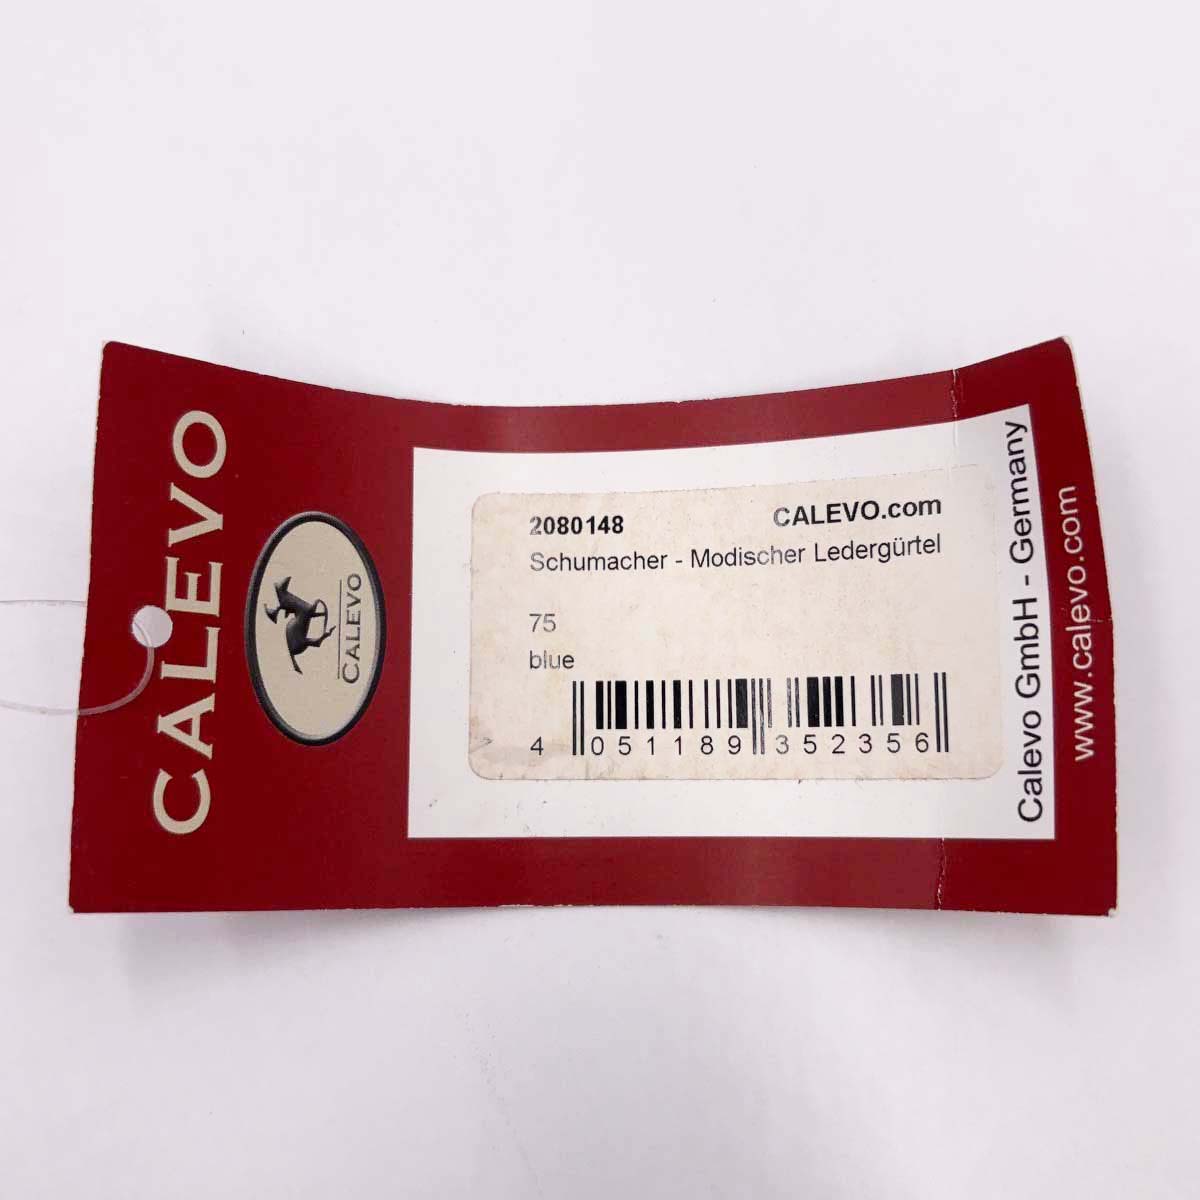 CALEVO
CALEVO
2080148 CALEVO.com
Schumacher - Modischer Ledergürtel
75
blue
4 051189 352356
Calevo GmbH - Germany
www.calevo.com